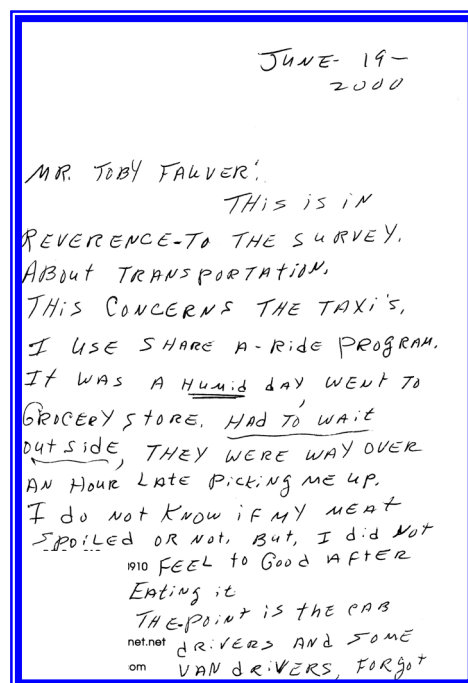 JUNE - 19 -
2000
MR. TOBY FAUVER:
THis is iN
REVERENCE-TO THE SURVEY.
ABout TRANSPORTATiON.
THiS CONCERNS THE TAXi'S,
I USE SHARE A-RidE PROgRAM.
It WAS A HUMid dAY, WENt TO
GROCERY STORE. HAD TO WAit
OUtSidE, THEY WERE WAY OVER
AN HOUR LAtE PiCKiNg ME UP.
I do NOt KNOW iF MY MEAt
SPOiLEd OR NOt. But, I did NOt
1910 FEEL to Good AFTER
EAtiNg it
THE-POiNt iS thE CAB
net.net dRiVERS AND SOME
om VAN dRiVERS, FORgOt